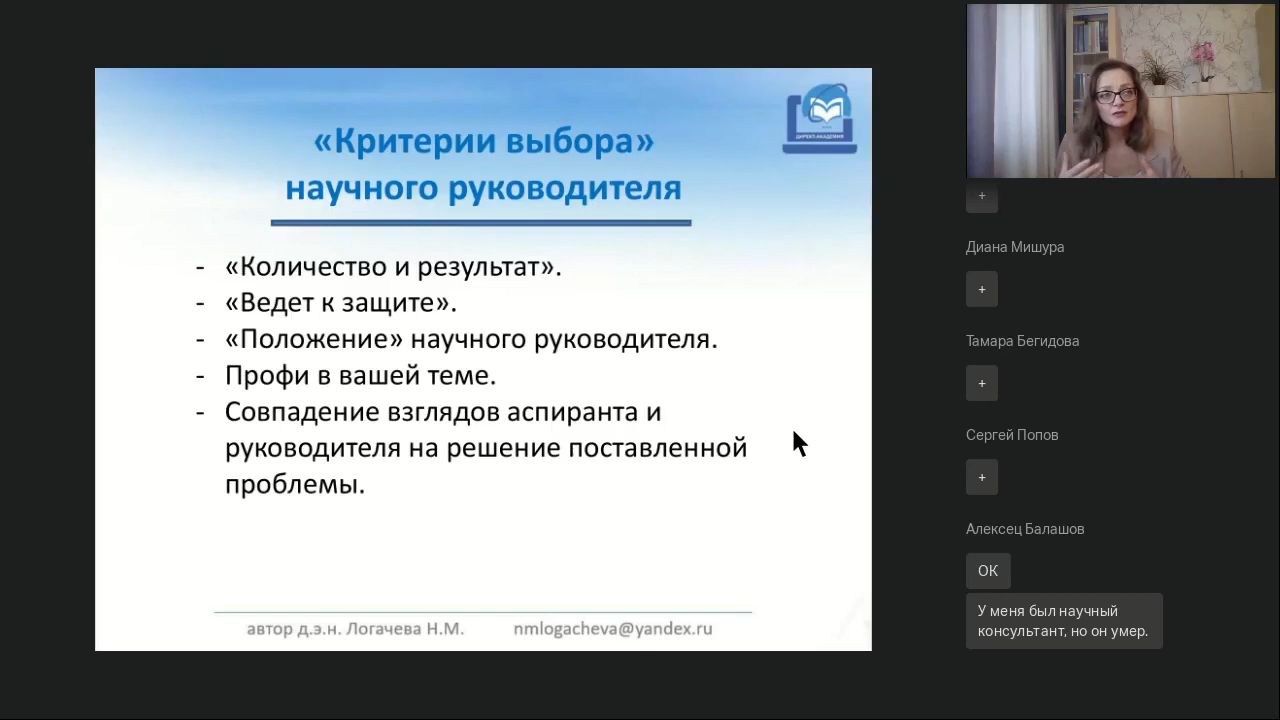 «Критерии выбора»
научного руководителя
ДИРЕКТ-АКАДЕМИЯ
- «Количество и результат».
- «Ведет к защите».
- «Положение» научного руководителя.
- Профи в вашей теме.
- Совпадение взглядов аспиранта и
руководителя на решение поставленной
проблемы.
автор д.э.н. Логачева Н.М. nmlogacheva@yandex.ru
+
Диана Мишура
+
Тамара Бегидова
+
Сергей Попов
+
Алексец Балашов
ОК
У меня был научный
консультант, но он умер.